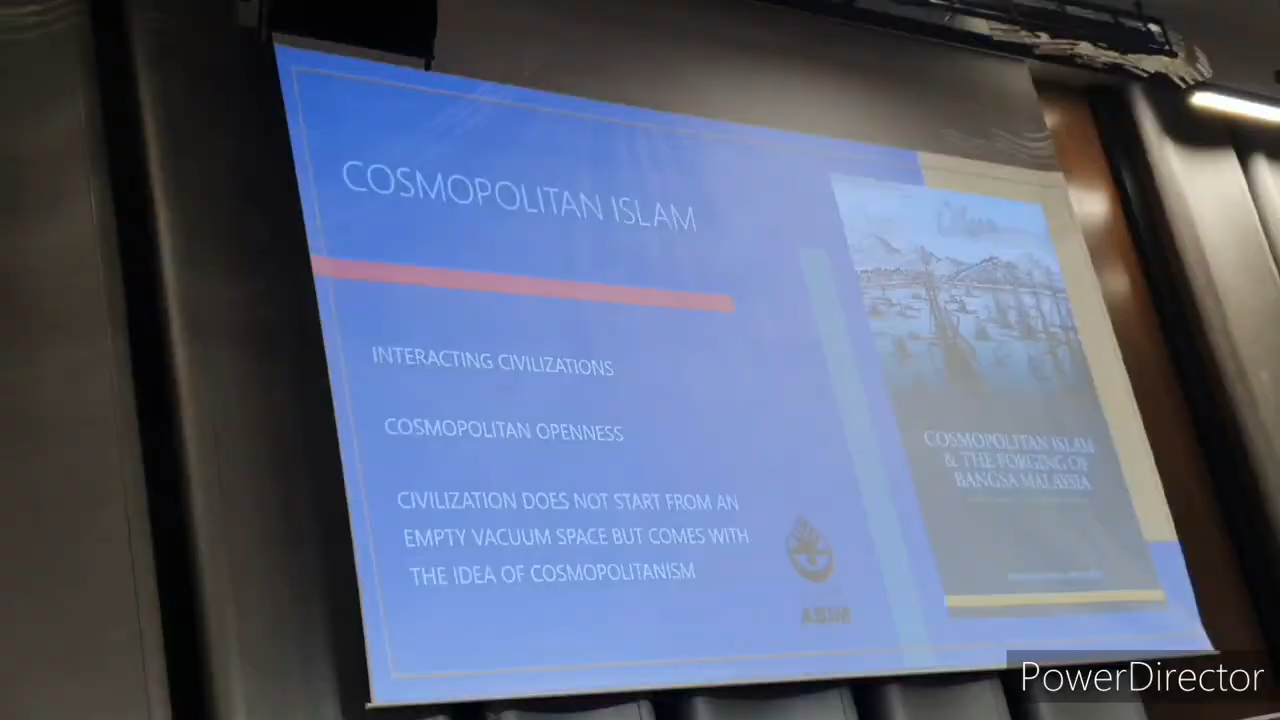 COSMOPOLITAN ISLAM
INTERACTING CIVILIZATIONS
COSMOPOLITAN OPENNESS
CIVILIZATION DOES NOT START FROM AN
EMPTY VACUUM SPACE BUT COMES WITH
THE IDEA OF COSMOPOLITANISM
ABIM
COSMOPOLITAN ISLAM
& THE FORGING OF
BANGSA MALAYSIA
PowerDirector